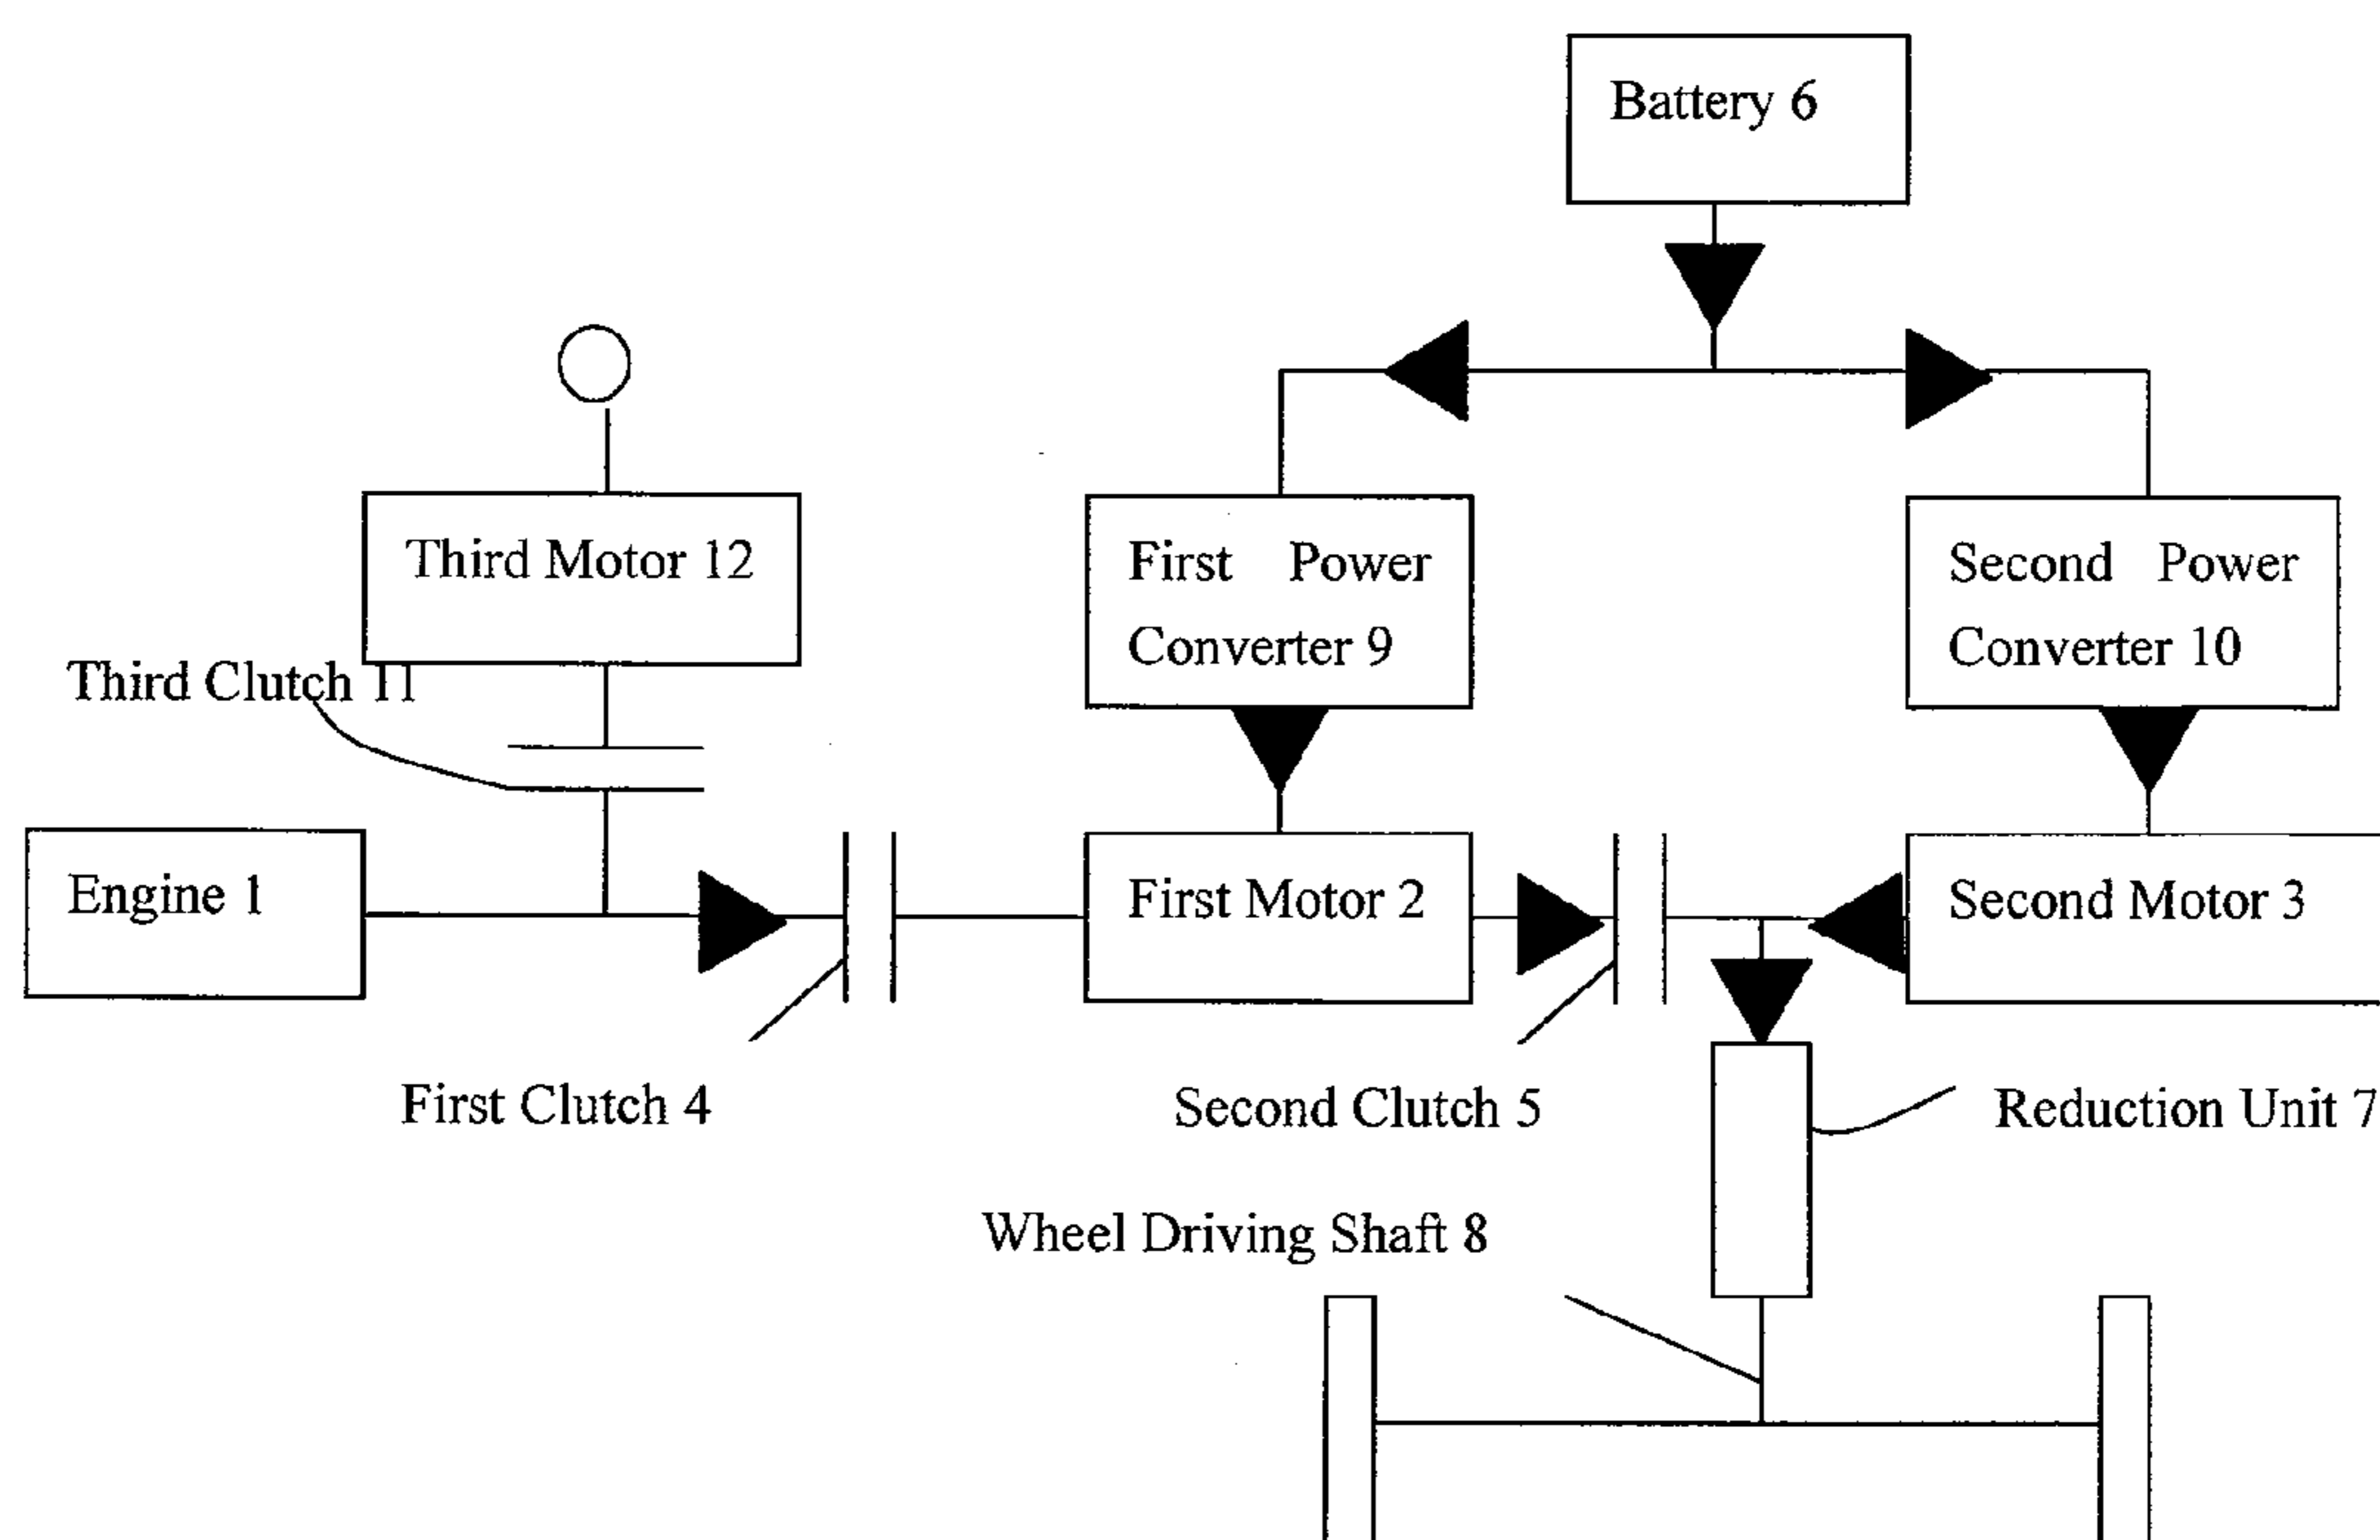 Battery 6
Third Motor 12
First Power
Converter 9
Second Power
Converter 10
Third Clutch 11
Engine 1
First Motor 2
Second Motor 3
First Clutch 4
Second Clutch 5
Reduction Unit 7
Wheel Driving Shaft 8